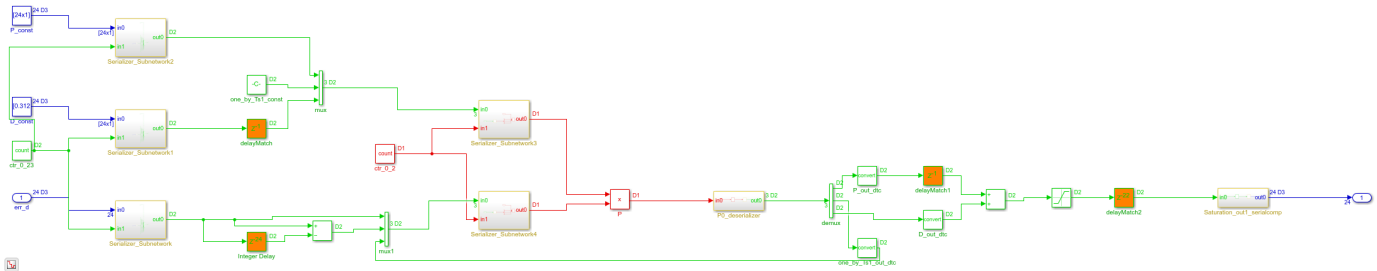 [24x1]
24 D3
P_const
in0
[24x1]
in1
out0
D2
Serializer_Subnetwork2
-C-
D2
one_by_Ts1_const
3 D2
mux
[0.312
24 D3
D_const
in0
[24x1]
in1
out0
D2
Serializer_Subnetwork1
D2
delayMatch
count
D2
ctr_0_23
count
D1
ctr_0_2
in0
3
in1
out0
D1
Serializer_Subnetwork3
1
24 D3
err_d
in0
24
in1
out0
D2
Serializer_Subnetwork
D2
Integer Delay
+
-
D2
3 D2
mux1
in0
3
in1
out0
D1
Serializer_Subnetwork4
x
D1
P
in0
out0
3 D2
P0_deserializer
D2
D2
D2
demux
convert
D2
P_out_dtc
convert
D2
D_out_dtc
convert
D2
one_by_Ts1_out_dtc
D2
delayMatch1
+
+
D2
D2
D2
delayMatch2
in0
out0
24 D3
Saturation_out1_serialcomp
24
1